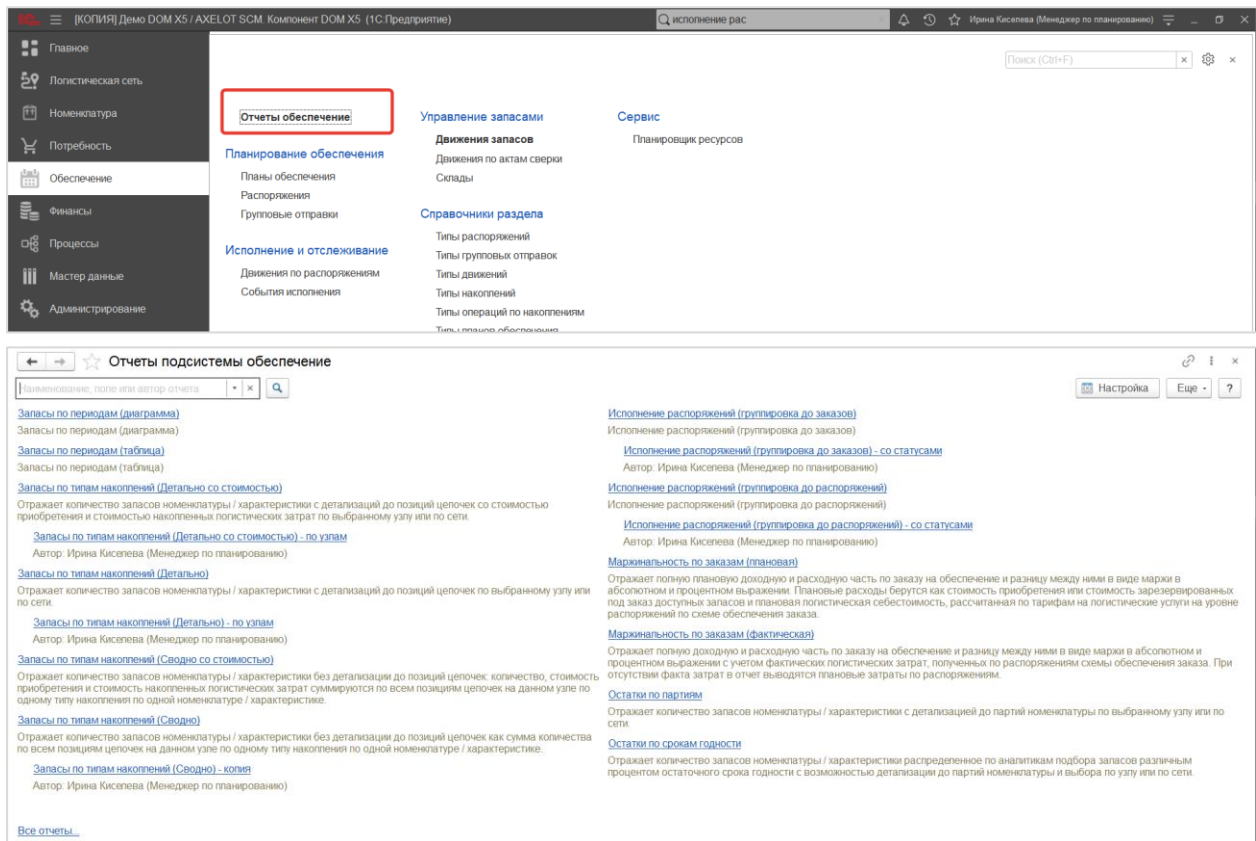 [КОПИЯ] Демо DOM X5 / AXELOT SCM. Компонент DOM X5 (1С:Предприятие)
исполнение рас
Ирина Киселева (Менеджер по планированию)
Главное
Логистическая сеть
Номенклатура
Потребность
Обеспечение
Финансы
Процессы
Мастер данные
Администрирование
Поиск (Ctrl+F)
Отчеты обеспечение
Планирование обеспечения
Планы обеспечения
Распоряжения
Групповые отправки
Исполнение и отслеживание
Движения по распоряжениям
События исполнения
Управление запасами
Движения запасов
Движения по актам сверки
Склады
Справочники раздела
Типы распоряжений
Типы групповых отправок
Типы движений
Типы накоплений
Типы операций по накоплениям
Типы планов обеспечения
Сервис
Планировщик ресурсов
Отчеты подсистемы обеспечение
Наименование, поле или автор отчета
Настройка
Еще
?
Запасы по периодам (диаграмма)
Запасы по периодам (диаграмма)
Запасы по периодам (таблица)
Запасы по периодам (таблица)
Запасы по типам накоплений (Детально со стоимостью)
Отражает количество запасов номенклатуры / характеристики с детализаций до позиций цепочек со стоимостью
приобретения и стоимостью накопленных логистических затрат по выбранному узлу или по сети.
Запасы по типам накоплений (Детально со стоимостью) - по узлам
Автор: Ирина Киселева (Менеджер по планированию)
Запасы по типам накоплений (Детально)
Отражает количество запасов номенклатуры / характеристики с детализаций до позиций цепочек по выбранному узлу или
по сети.
Запасы по типам накоплений (Детально) - по узлам
Автор: Ирина Киселева (Менеджер по планированию)
Запасы по типам накоплений (Сводно со стоимостью)
Отражает количество запасов номенклатуры / характеристики без детализации до позиций цепочек: количество, стоимость
приобретения и стоимость накопленных логистических затрат суммируются по всем позициям цепочек на данном узле по
одному типу накопления по одной номенклатуре / характеристике.
Запасы по типам накоплений (Сводно)
Отражает количество запасов номенклатуры / характеристики без детализации до позиций цепочек как сумма количества
по всем позициям цепочек на данном узле по одному типу накопления по одной номенклатуре / характеристике.
Запасы по типам накоплений (Сводно) - копия
Автор: Ирина Киселева (Менеджер по планированию)
Все отчеты...
Исполнение распоряжений (группировка до заказов)
Исполнение распоряжений (группировка до заказов)
Исполнение распоряжений (группировка до заказов) - со статусами
Автор: Ирина Киселева (Менеджер по планированию)
Исполнение распоряжений (группировка до распоряжений)
Исполнение распоряжений (группировка до распоряжений)
Исполнение распоряжений (группировка до распоряжений) - со статусами
Автор: Ирина Киселева (Менеджер по планированию)
Маржинальность по заказам (плановая)
Отражает полную плановую доходную и расходную часть по заказу на обеспечение и разницу между ними в виде маржи в
абсолютном и процентном выражении. Плановые расходы берутся как стоимость приобретения или стоимость зарезервированных
под заказ доступных запасов и плановая логистическая себестоимость, рассчитанная по тарифам на логистические услуги на уровне
распоряжений по схеме обеспечения заказа.
Маржинальность по заказам (фактическая)
Отражает полную доходную и расходную часть по заказу на обеспечение и разницу между ними в виде маржи в абсолютном и
процентном выражении с учетом фактических логистических затрат, полученных по распоряжениям схемы обеспечения заказа. При
отсутствии факта затрат в отчет выводятся плановые затраты по распоряжениям.
Остатки по партиям
Отражает количество запасов номенклатуры / характеристики с детализацией до партий номенклатуры по выбранному узлу или по
сети.
Остатки по срокам годности
Отражает количество запасов номенклатуры / характеристики распределенное по аналитикам подбора запасов различным
процентом остаточного срока годности с возможностью детализации до партий номенклатуры и выбора по узлу или по сети.